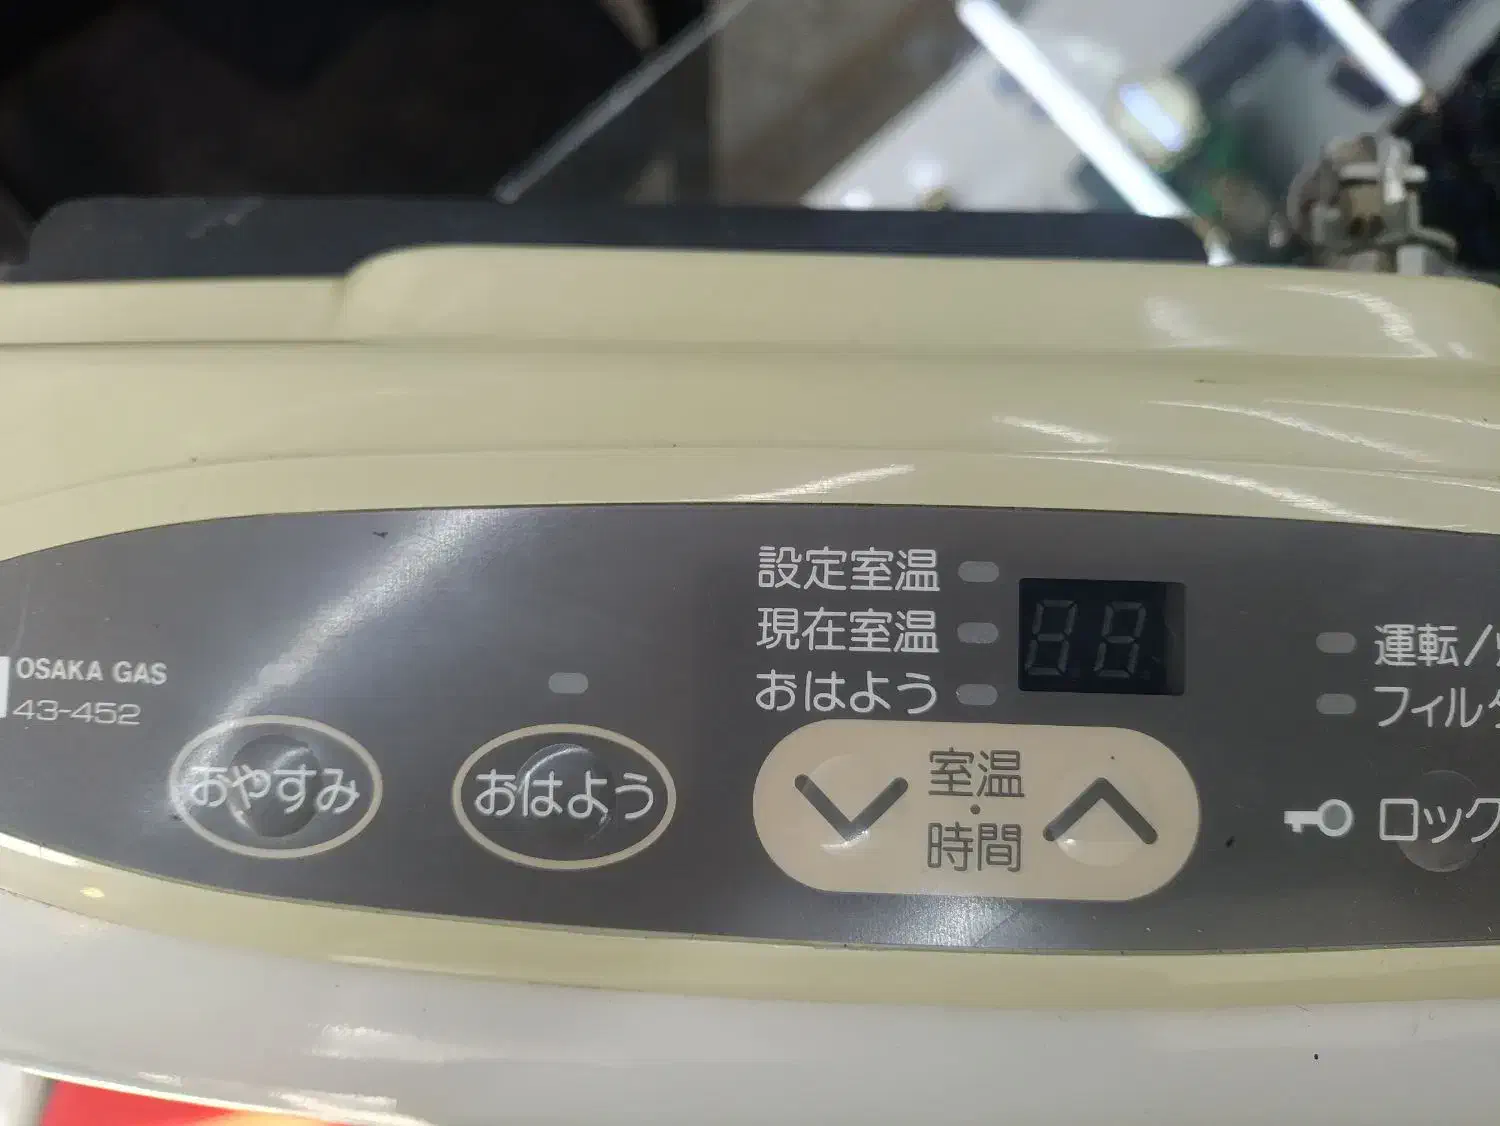 OSAKA GAS
43-452
おやすみ
おはよう
設定室温
現在室温
おはよう
室温
・
時間
運転/
フィルタ
ロック